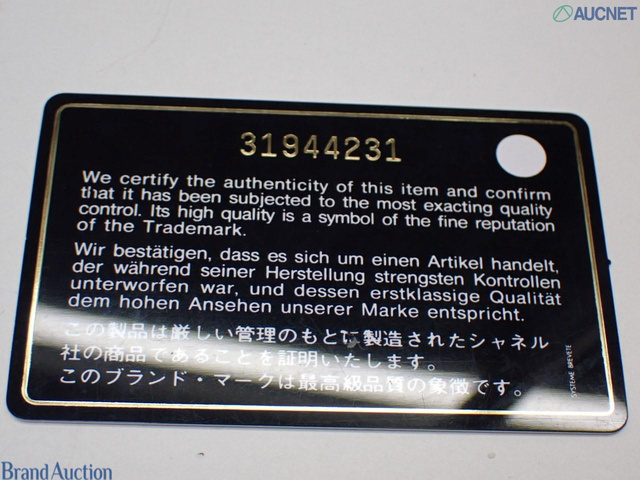 AUCNET
31944231
We certify the authenticity of this item and confirm
that it has been subjected to the most exacting quality
control. Its high quality is a symbol of the fine reputation
of the Trademark.
Wir bestätigen, dass es sich um einen Artikel handelt,
der während seiner Herstellung strengsten Kontrollen
unterworfen war, und dessen erstklassige Qualität
dem hohen Ansehen unserer Marke entspricht.
この製品は厳しい管理のもとに製造されたシャネル
社の商品であることを証明いたします。
このブランド・マークは最高級品質の象徴です。
SYSTEME BREVETE
Brand Auction